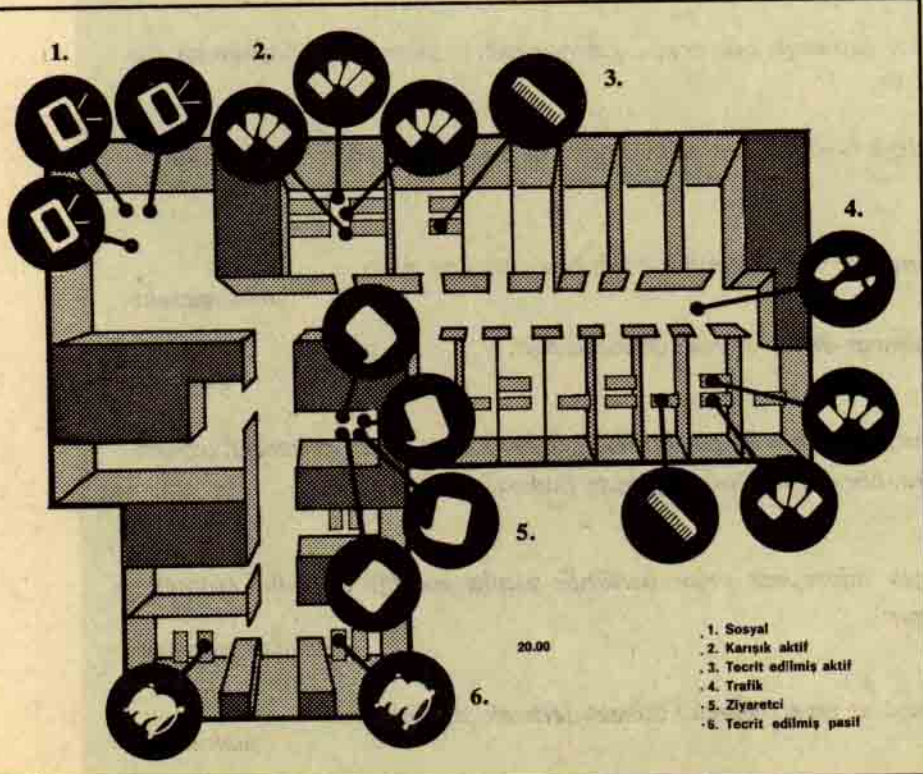 1.
2.
3.
4.
5.
6.
20.00
1. Sosyal
2. Karışık aktif
3. Tecrit edilmiş aktif
4. Trafik
5. Ziyaretci
6. Tecrit edilmiş pasif